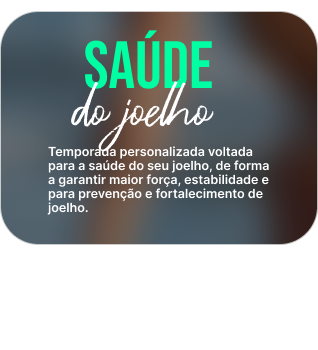 SAÚDE
do joelho
Temporada personalizada voltada
para a saúde do seu joelho, de forma
a garantir maior força, estabilidade e
para prevenção e fortalecimento de
joelho.